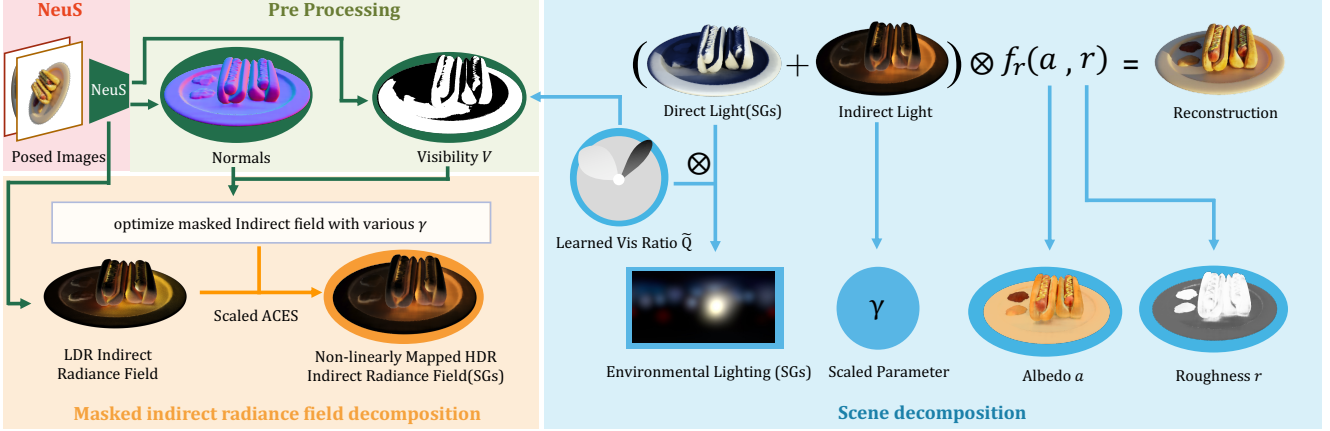 NeuS
Pre Processing
NeuS
Posed Images
Normals
Visibility V
( + ) ⊗ fr(a , r) =
Direct Light(SGs)
Indirect Light
Reconstruction
⊗
Learned Vis Ratio Q̃
optimize masked Indirect field with various γ
Scaled ACES
LDR Indirect
Radiance Field
Non-linearly Mapped HDR
Indirect Radiance Field(SGs)
Masked indirect radiance field decomposition
γ
Environmental Lighting (SGs)
Scaled Parameter
Albedo a
Roughness r
Scene decomposition